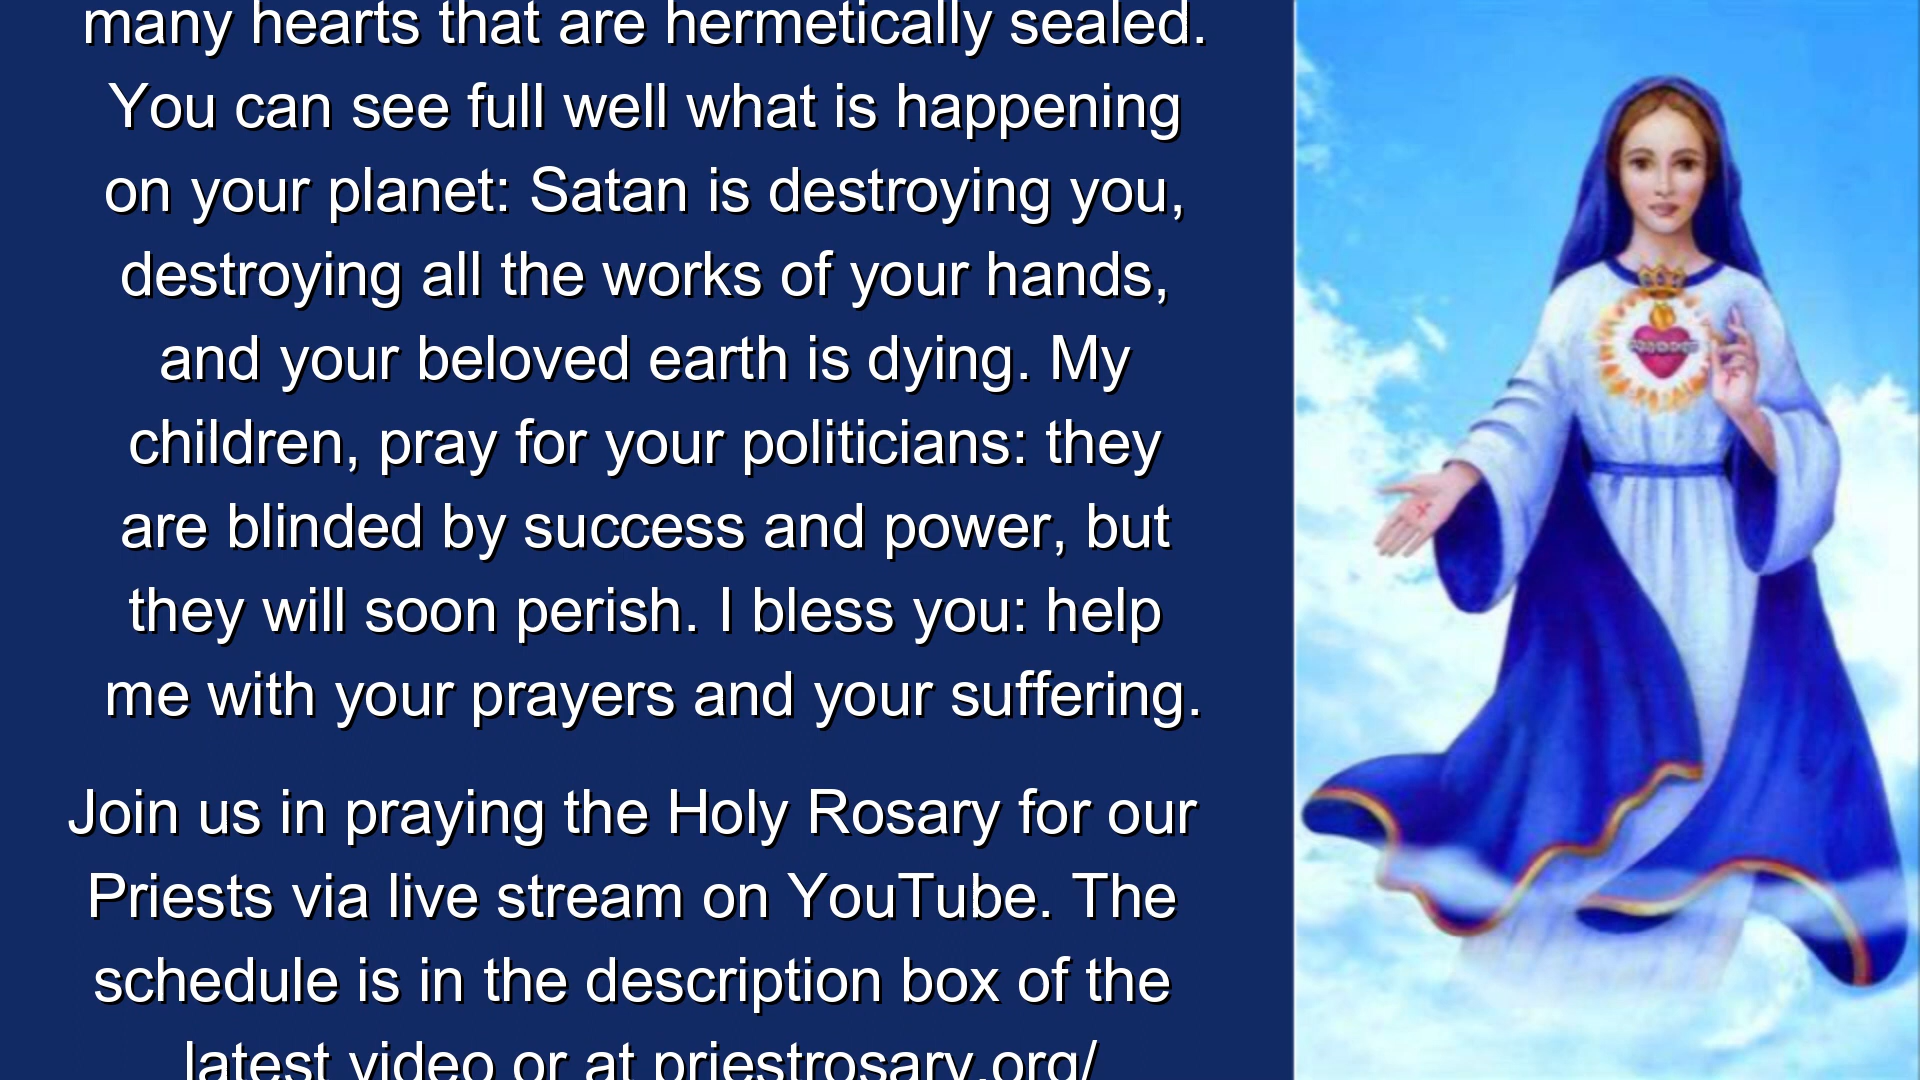 many hearts that are hermetically sealed.
You can see full well what is happening
on your planet: Satan is destroying you,
destroying all the works of your hands,
and your beloved earth is dying. My
children, pray for your politicians: they
are blinded by success and power, but
they will soon perish. I bless you: help
me with your prayers and your suffering.
Join us in praying the Holy Rosary for our
Priests via live stream on YouTube. The
schedule is in the description box of the
latest video or at priestrosary.org/